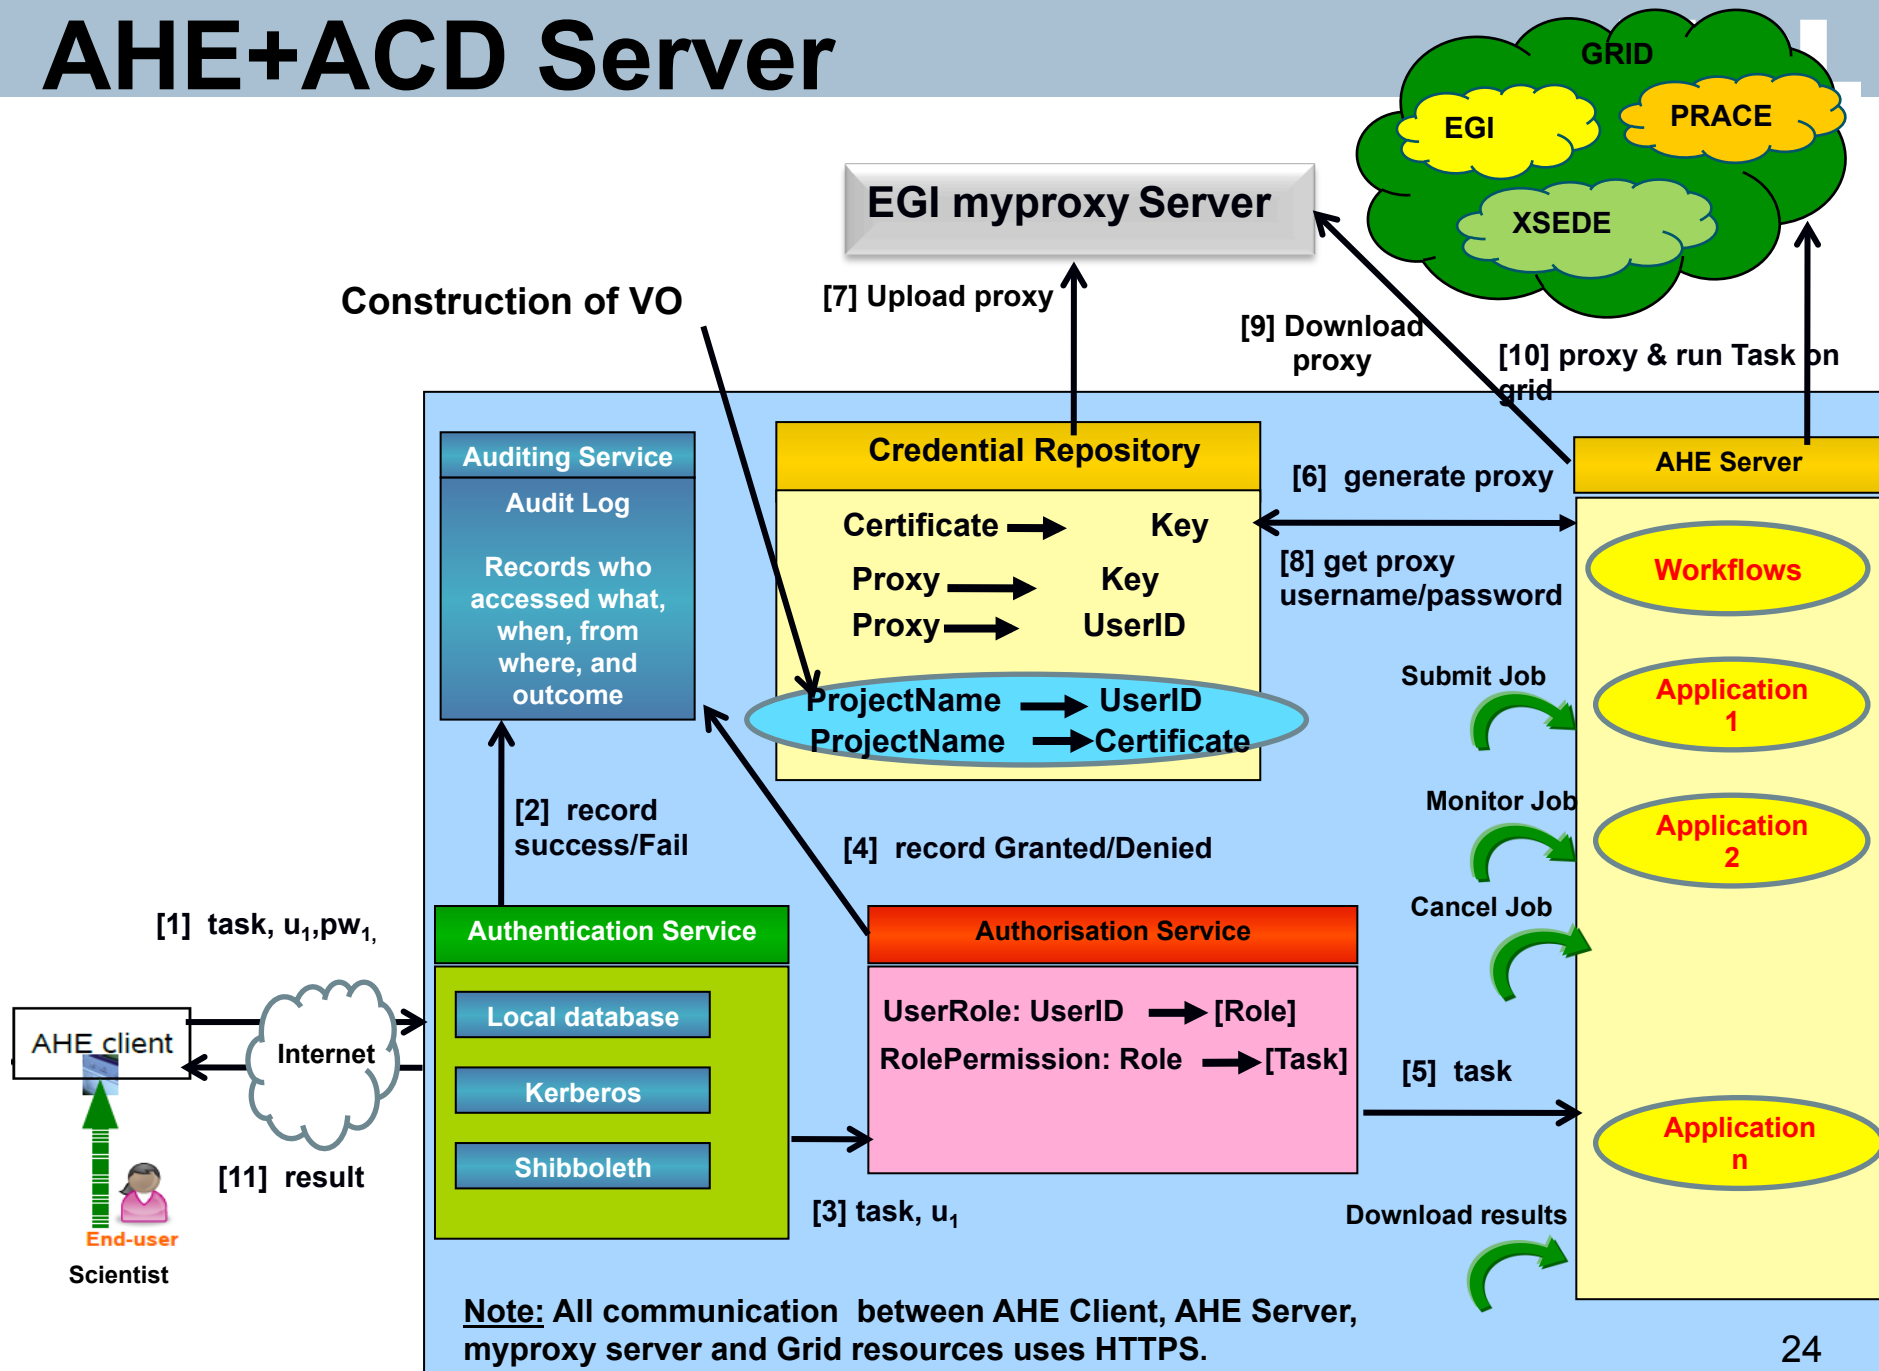 AHE+ACD Server
GRID
EGI
PRACE
XSEDE
EGI myproxy Server
Construction of VO
[7] Upload proxy
[9] Download
proxy
[10] proxy & run Task on
grid
Auditing Service
Audit Log
Records who
accessed what,
when, from
where, and
outcome
Credential Repository
Certificate Key
Proxy Key
Proxy UserID
ProjectName UserID
ProjectName Certificate
[6] generate proxy
[8] get proxy
username/password
AHE Server
Workflows
Submit Job
Application
1
Monitor Job
Application
2
Cancel Job
Application
n
Download results
[2] record
success/Fail
[4] record Granted/Denied
[1] task, u1,pw1,
AHE client
Internet
[11] result
End-user
Scientist
Authentication Service
Local database
Kerberos
Shibboleth
[3] task, u1
Authorisation Service
UserRole: UserID [Role]
RolePermission: Role [Task]
[5] task
Note: All communication between AHE Client, AHE Server,
myproxy server and Grid resources uses HTTPS.
24